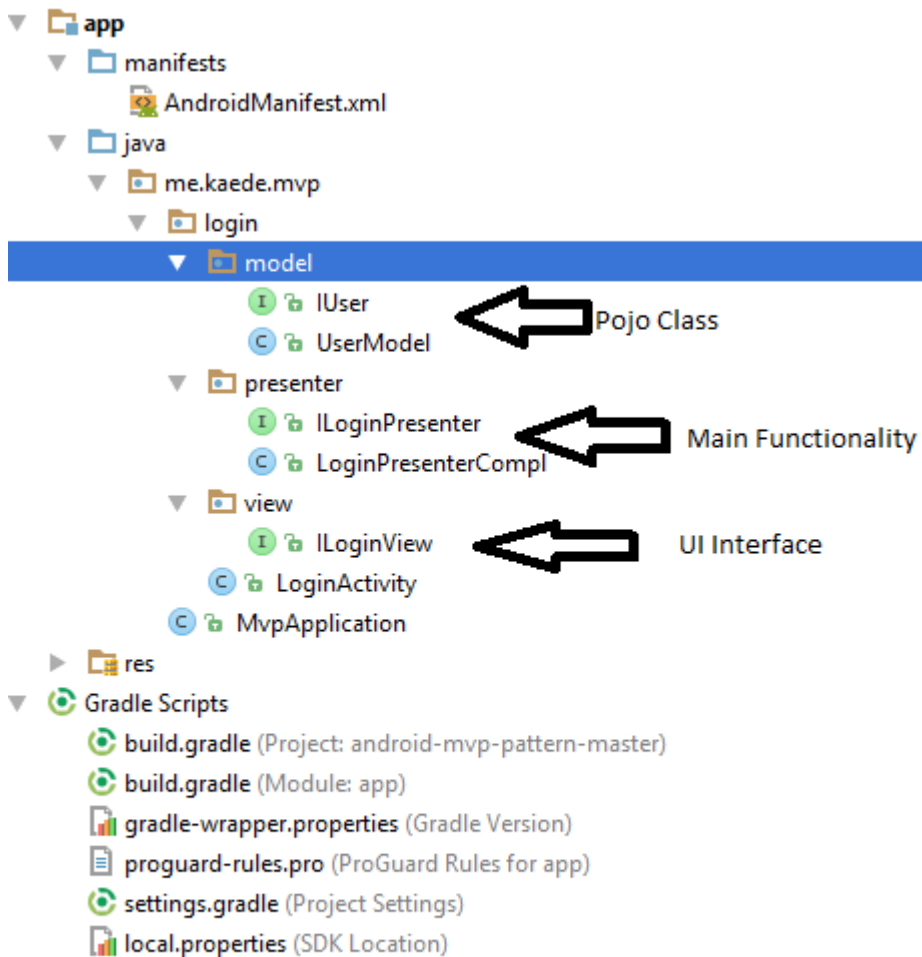 app
manifests
AndroidManifest.xml
java
me.kaede.mvp
login
model
I IUser
Pojo Class
C UserModel
presenter
I ILoginPresenter
Main Functionality
C LoginPresenterCompl
view
I ILoginView
UI Interface
C LoginActivity
C MvpApplication
res
Gradle Scripts
build.gradle (Project: android-mvp-pattern-master)
build.gradle (Module: app)
gradle-wrapper.properties (Gradle Version)
proguard-rules.pro (ProGuard Rules for app)
settings.gradle (Project Settings)
local.properties (SDK Location)